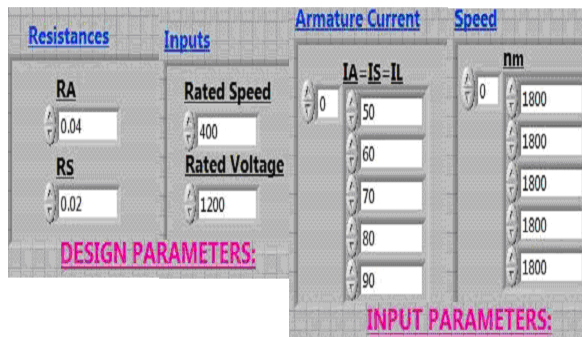 Resistances
RA
0.04
RS
0.02
Inputs
Rated Speed
400
Rated Voltage
1200
DESIGN PARAMETERS:
Armature Current
0
IA=IS=IL
50
60
70
80
90
Speed
0
nm
1800
1800
1800
1800
1800
INPUT PARAMETERS: